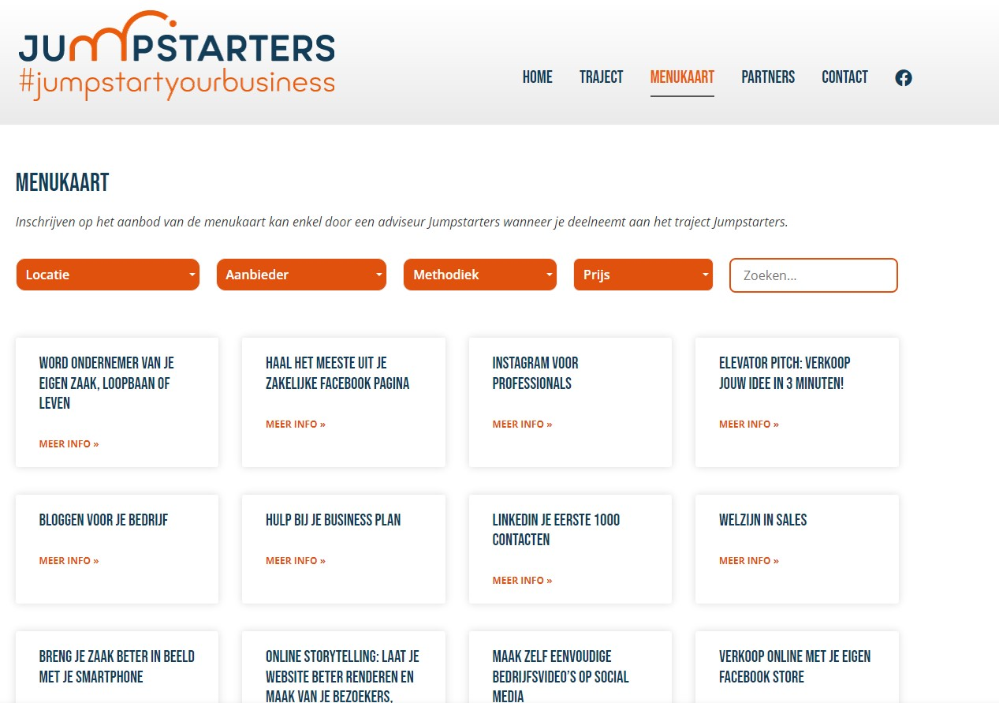 JUMPSTARTERS
#jumpstartyourbusiness
HOME TRAJECT MENUKAART PARTNERS CONTACT
MENUKAART
Inschrijven op het aanbod van de menukaart kan enkel door een adviseur Jumpstarters wanneer je deelneemt aan het traject Jumpstarters.
Locatie Aanbieder Methodiek Prijs Zoeken...
WORD ONDERNEMER VAN JE
EIGEN ZAAK, LOOPBAAN OF
LEVEN
MEER INFO »
HAAL HET MEESTE UIT JE
ZAKELIJKE FACEBOOK PAGINA
MEER INFO »
INSTAGRAM VOOR
PROFESSIONALS
MEER INFO »
ELEVATOR PITCH: VERKOOP
JOUW IDEE IN 3 MINUTEN!
MEER INFO »
BLOGGEN VOOR JE BEDRIJF
MEER INFO »
HULP BIJ JE BUSINESS PLAN
MEER INFO »
LINKEDIN JE EERSTE 1000
CONTACTEN
MEER INFO »
WELZIJN IN SALES
MEER INFO »
BRENG JE ZAAK BETER IN BEELD
MET JE SMARTPHONE
ONLINE STORYTELLING: LAAT JE
WEBSITE BETER RENDEREN EN
MAAK VAN JE BEZOEKERS,
MAAK ZELF EENVOUDIGE
BEDRIJFSVIDEO'S OP SOCIAL
MEDIA
VERKOOP ONLINE MET JE EIGEN
FACEBOOK STORE